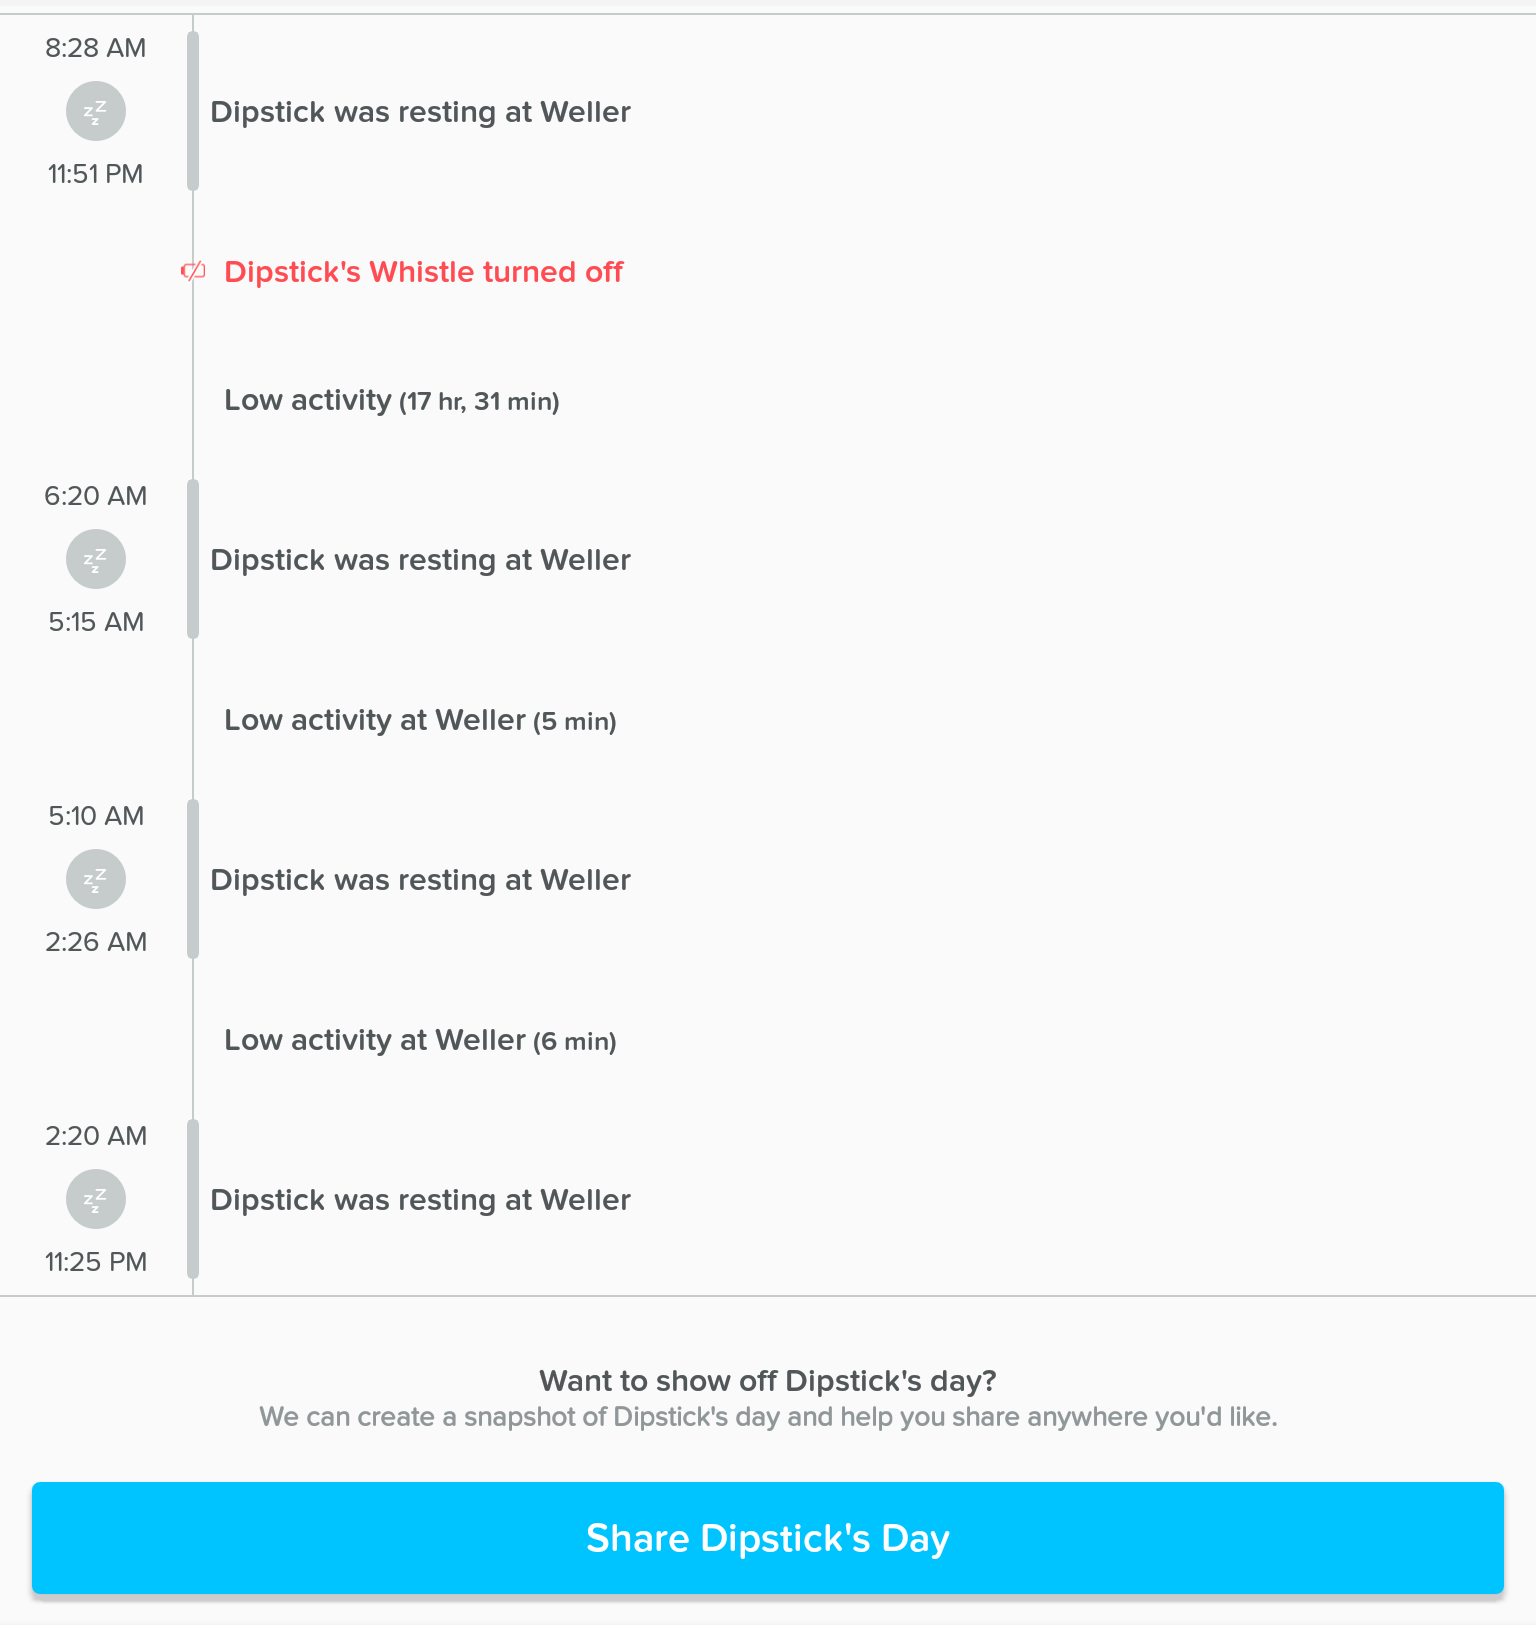 8:28 AM
Dipstick was resting at Weller
11:51 PM
Dipstick's Whistle turned off
Low activity (17 hr, 31 min)
6:20 AM
Dipstick was resting at Weller
5:15 AM
Low activity at Weller (5 min)
5:10 AM
Dipstick was resting at Weller
2:26 AM
Low activity at Weller (6 min)
2:20 AM
Dipstick was resting at Weller
11:25 PM
Want to show off Dipstick's day?
We can create a snapshot of Dipstick's day and help you share anywhere you'd like.
Share Dipstick's Day